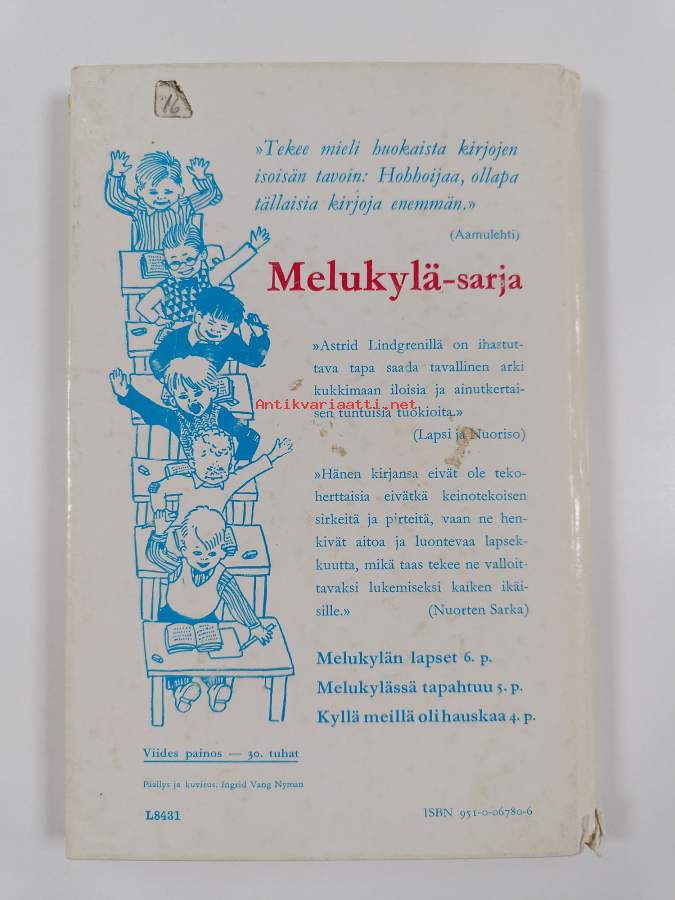 16
»Tekee mieli huokaista kirjojen
isoisän tavoin: Hohhoijaa, ollapa
tällaisia kirjoja enemmän.»
(Aamulehti)
Melukylä-sarja
»Astrid Lindgrenillä on ihastut-
tava tapa saada tavallinen arki
kukkimaan iloisia ja ainutkertai-
Antikvariaatti.net
sen tuntuisia tuokioita.»
(Lapsi ja Nuoriso)
»Hänen kirjansa eivät ole teko-
herttaisia eivätkä keinotekoisen
sirkeitä ja pirteitä, vaan ne hen-
kivät aitoa ja luontevaa lapsek-
kuutta, mikä taas tekee ne valloit-
tavaksi lukemiseksi kaiken ikäi-
sille.» (Nuorten Sarka)
Melukylän lapset 6. p.
Melukylässä tapahtuu 5. p.
Kyllä meillä oli hauskaa 4. p.
Viides painos — 30. tuhat
Päällys ja kuvitus: Ingrid Vang Nyman
L8431 ISBN 951-0-06780-6